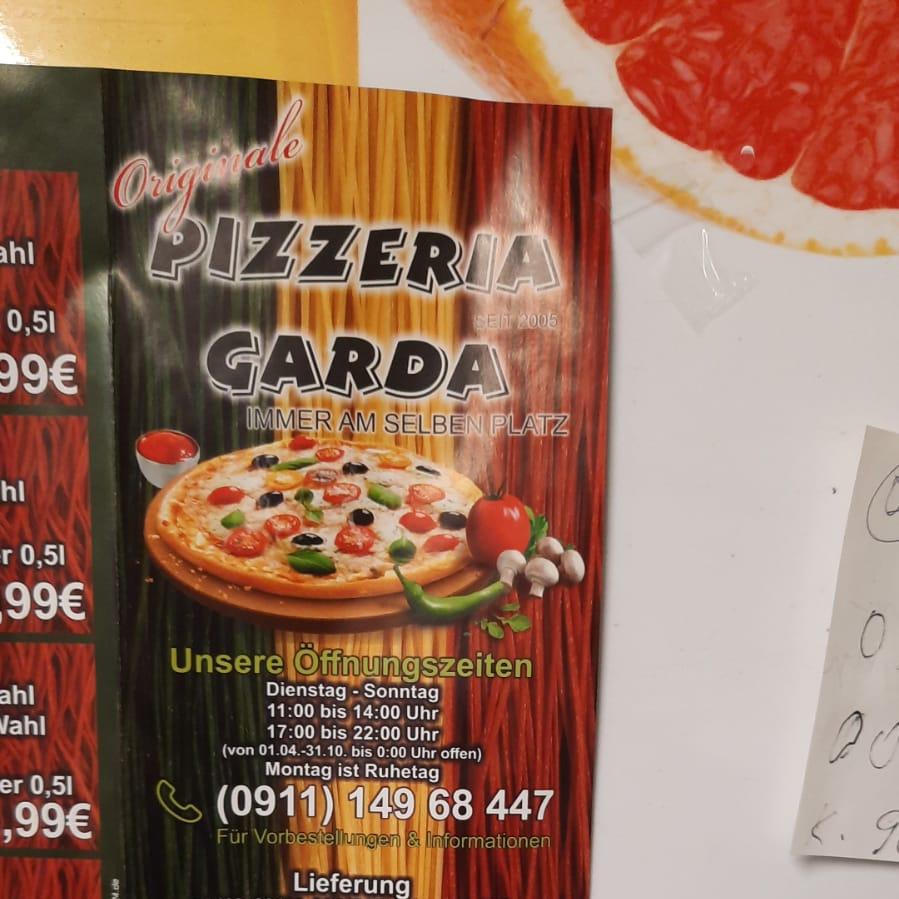 Originale
PIZZERIA
SEIT 2005
GARDA
IMMER AM SELBEN PLATZ
Unsere Öffnungszeiten
Dienstag - Sonntag
11:00 bis 14:00 Uhr
17:00 bis 22:00 Uhr
(von 01.04.-31.10. bis 0:00 Uhr offen)
Montag ist Ruhetag
(0911) 149 68 447
Für Vorbestellungen & Informationen
Lieferung
ahl
0,5l
99€
hl
er 0,5l
,99€
ahl
Wahl
er 0,5l
,99€